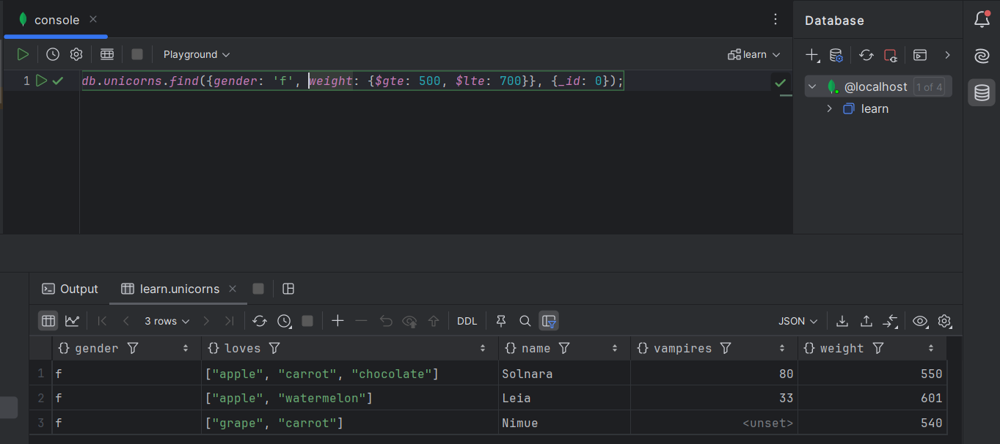 console
Database
Playground
learn
1 db.unicorns.find({gender: 'f', weight: {$gte: 500, $lte: 700}}, {_id: 0});
@localhost 1 of 4
learn
Output learn.unicorns
3 rows DDL JSON
{} gender {} loves {} name {} vampires {} weight
1 f ["apple", "carrot", "chocolate"] Solnara 80 550
2 f ["apple", "watermelon"] Leia 33 601
3 f ["grape", "carrot"] Nimue <unset> 540